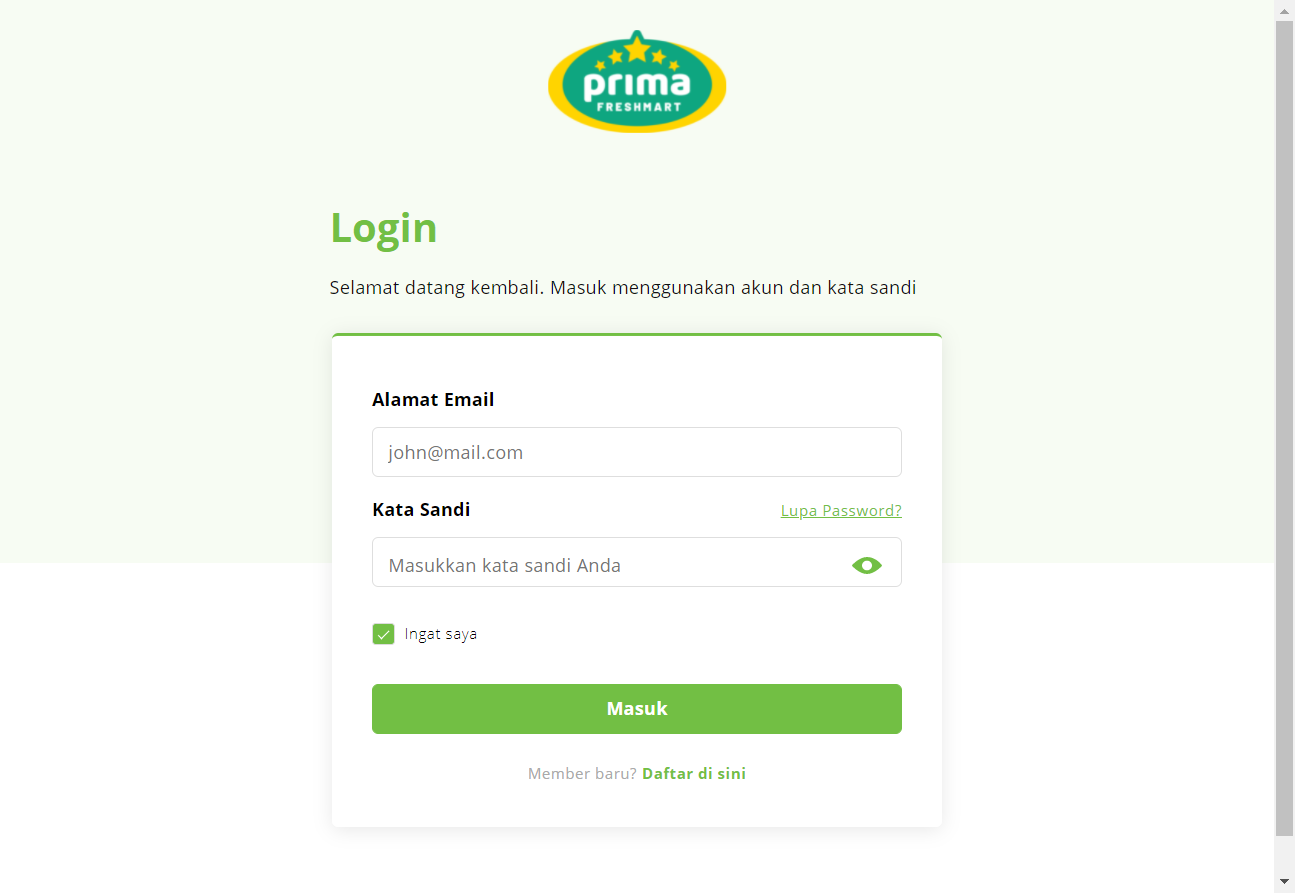 prima
FRESHMART
Login
Selamat datang kembali. Masuk menggunakan akun dan kata sandi
Alamat Email
john@mail.com
Kata Sandi
Lupa Password?
Masukkan kata sandi Anda
Ingat saya
Masuk
Member baru? Daftar di sini